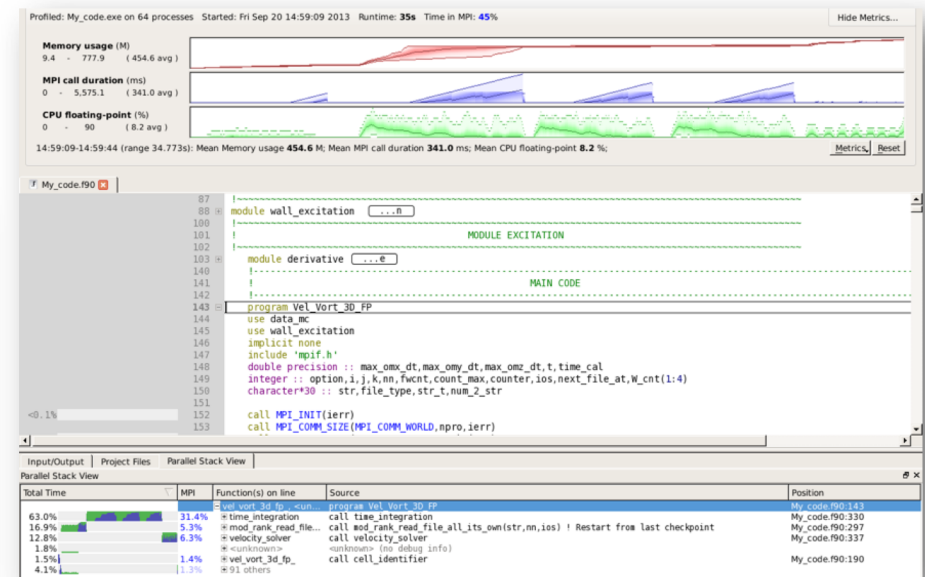 Profiled: My_code.exe on 64 processes Started: Fri Sep 20 14:59:09 2013 Runtime: 35s Time in MPI: 45% Hide Metrics...
Memory usage (M)
9.4 - 777.9 ( 454.6 avg )
MPI call duration (ms)
0 - 5,575.1 ( 341.0 avg )
CPU floating-point (%)
0 - 90 ( 8.2 avg )
14:59:09-14:59:44 (range 34.773s): Mean Memory usage 454.6 M; Mean MPI call duration 341.0 ms; Mean CPU floating-point 8.2 %; Metrics, Reset
My_code.f90
87 !~~~~~~~~~~~~~~~~~~~~~~~~~~~~~~~~~~~~~~~~~~~~~~~~~~~~~~~~
88 module wall_excitation ...n
100 !~~~~~~~~~~~~~~~~~~~~~~~~~~~~~~~~~~~~~~~~~~~~~~~~~~~~~~~~
101 ! MODULE EXCITATION
102 !~~~~~~~~~~~~~~~~~~~~~~~~~~~~~~~~~~~~~~~~~~~~~~~~~~~~~~~~
103 module derivative ...e
140 !--------------------------------------------------------
141 ! MAIN CODE
142 !--------------------------------------------------------
143 program Vel_Vort_3D_FP
144 use data_mc
145 use wall_excitation
146 implicit none
147 include 'mpif.h'
148 double precision :: max_omx_dt,max_omy_dt,max_omz_dt,t,time_cal
149 integer :: option,i,j,k,nn,fwcnt,count_max,counter,ios,next_file_at,W_cnt(1:4)
150 character*30 :: str,file_type,str_t,num_2_str
151
<0.1% 152 call MPI_INIT(ierr)
153 call MPI_COMM_SIZE(MPI_COMM_WORLD,npro,ierr)
Input/Output Project Files Parallel Stack View
Parallel Stack View
Total Time MPI Function(s) on line Source Position
vel_vort_3d_fp_, <un... program Vel_Vort_3D_FP My_code.f90:143
63.0% 31.4% time_integration call time_integration My_code.f90:330
16.9% 5.3% mod_rank_read_file... call mod_rank_read_file_all_its_own(str,nn,ios) ! Restart from last checkpoint My_code.f90:297
12.8% 6.3% velocity_solver call velocity_solver My_code.f90:337
1.8% <unknown> <unknown> (no debug info)
1.5% 1.4% vel_vort_3d_fp_ call cell_identifier My_code.f90:190
4.1% 1.3% 91 others